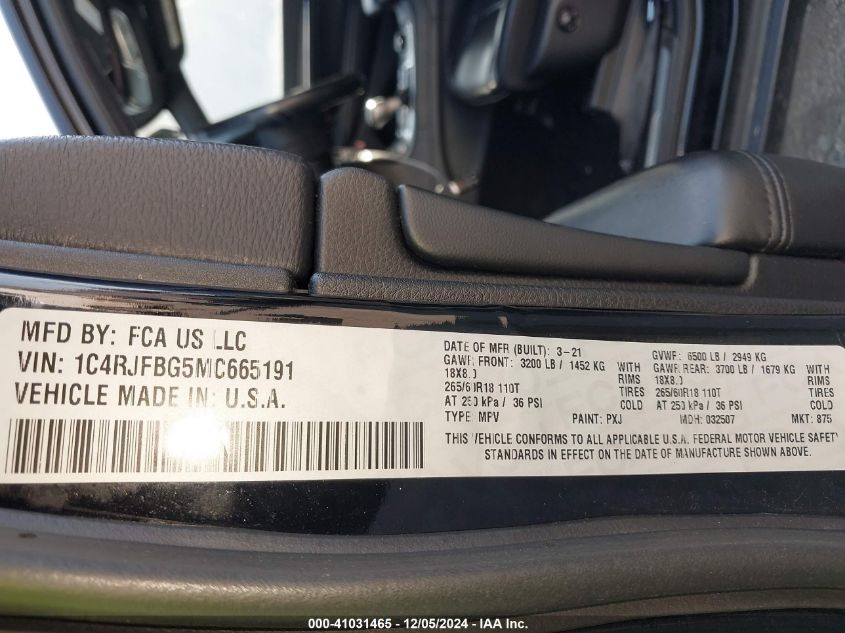 MFD BY: FCA US LLC
VIN: 1C4RJFBG5MC665191
VEHICLE MADE IN: U.S.A.
DATE OF MFR (BUILT): 3-21 GVWR: 6500 LB / 2949 KG
GAWR FRONT: 3200 LB / 1452 KG WITH GAWR REAR: 3700 LB / 1679 KG WITH
18X8.0 RIMS 18X8.0 RIMS
265/60R18 110T TIRES 265/60R18 110T TIRES
AT 250 kPa / 36 PSI COLD AT 250 kPa / 36 PSI COLD
TYPE: MPV PAINT: PXJ MDH: 032507 MKT: 875
THIS VEHICLE CONFORMS TO ALL APPLICABLE U.S.A. FEDERAL MOTOR VEHICLE SAFETY
STANDARDS IN EFFECT ON THE DATE OF MANUFACTURE SHOWN ABOVE.
000-41031465 - 12/05/2024 - IAA Inc.